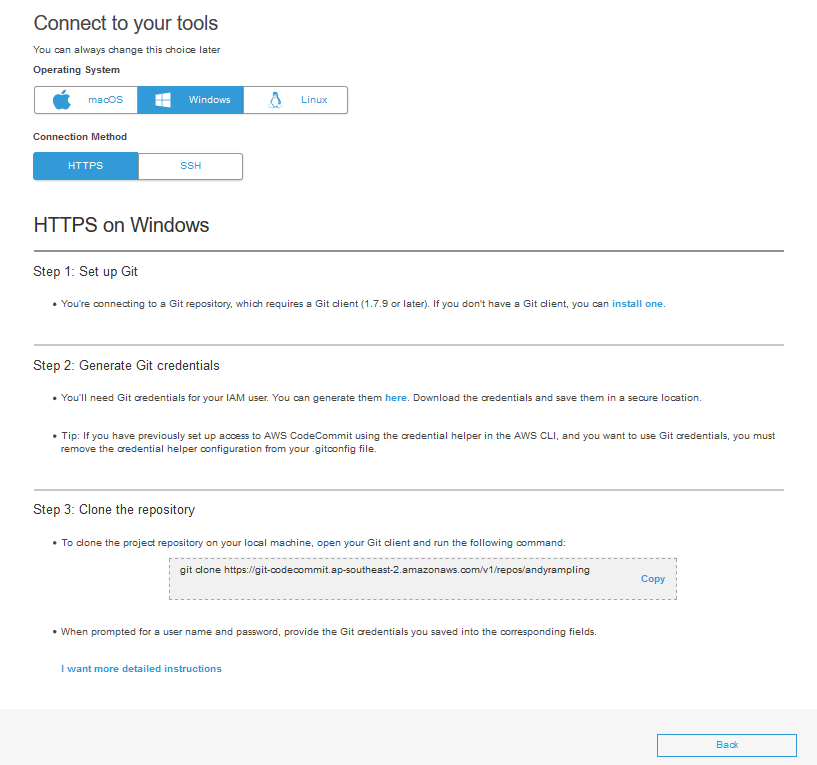 Connect to your tools
You can always change this choice later
Operating System
macOS
Windows
Linux
Connection Method
HTTPS
SSH
HTTPS on Windows
Step 1: Set up Git
• You're connecting to a Git repository, which requires a Git client (1.7.9 or later). If you don't have a Git client, you can install one.
Step 2: Generate Git credentials
• You'll need Git credentials for your IAM user. You can generate them here. Download the credentials and save them in a secure location.
• Tip: If you have previously set up access to AWS CodeCommit using the credential helper in the AWS CLI, and you want to use Git credentials, you must
remove the credential helper configuration from your .gitconfig file.
Step 3: Clone the repository
• To clone the project repository on your local machine, open your Git client and run the following command:
git clone https://git-codecommit.ap-southeast-2.amazonaws.com/v1/repos/andyrampling
Copy
• When prompted for a user name and password, provide the Git credentials you saved into the corresponding fields.
I want more detailed instructions
Back